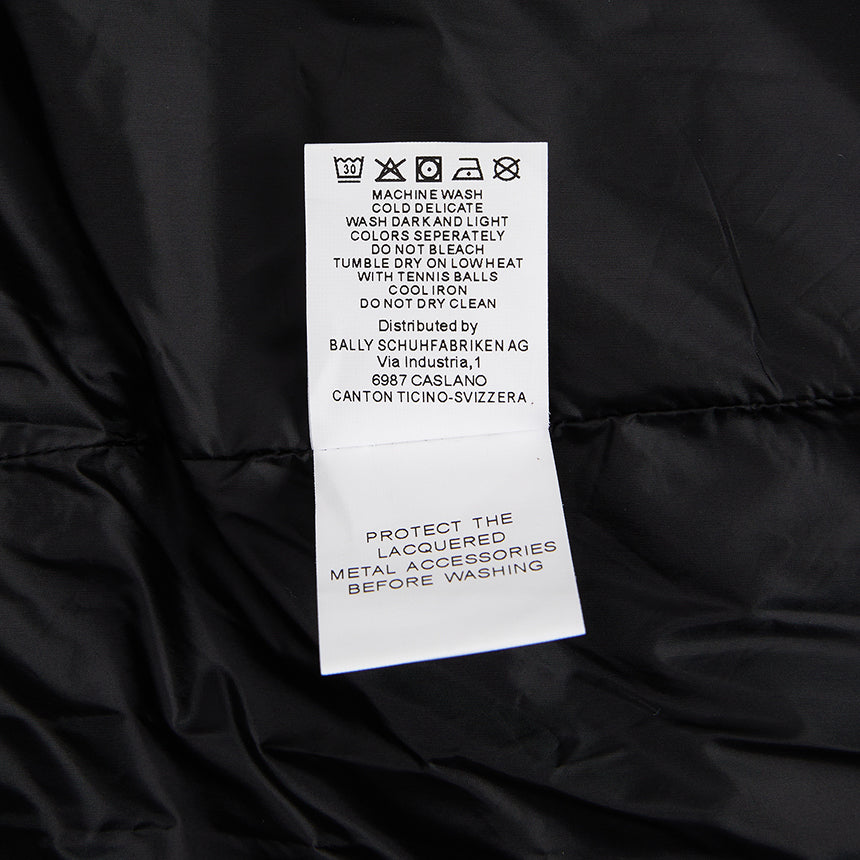 30
MACHINE WASH
COLD DELICATE
WASH DARK AND LIGHT
COLORS SEPERATELY
DO NOT BLEACH
TUMBLE DRY ON LOW HEAT
WITH TENNIS BALLS
COOL IRON
DO NOT DRY CLEAN
Distributed by
BALLY SCHUHFABRIKEN AG
Via Industria,1
6987 CASLANO
CANTON TICINO-SVIZZERA
PROTECT THE
LACQUERED
METAL ACCESSORIES
BEFORE WASHING